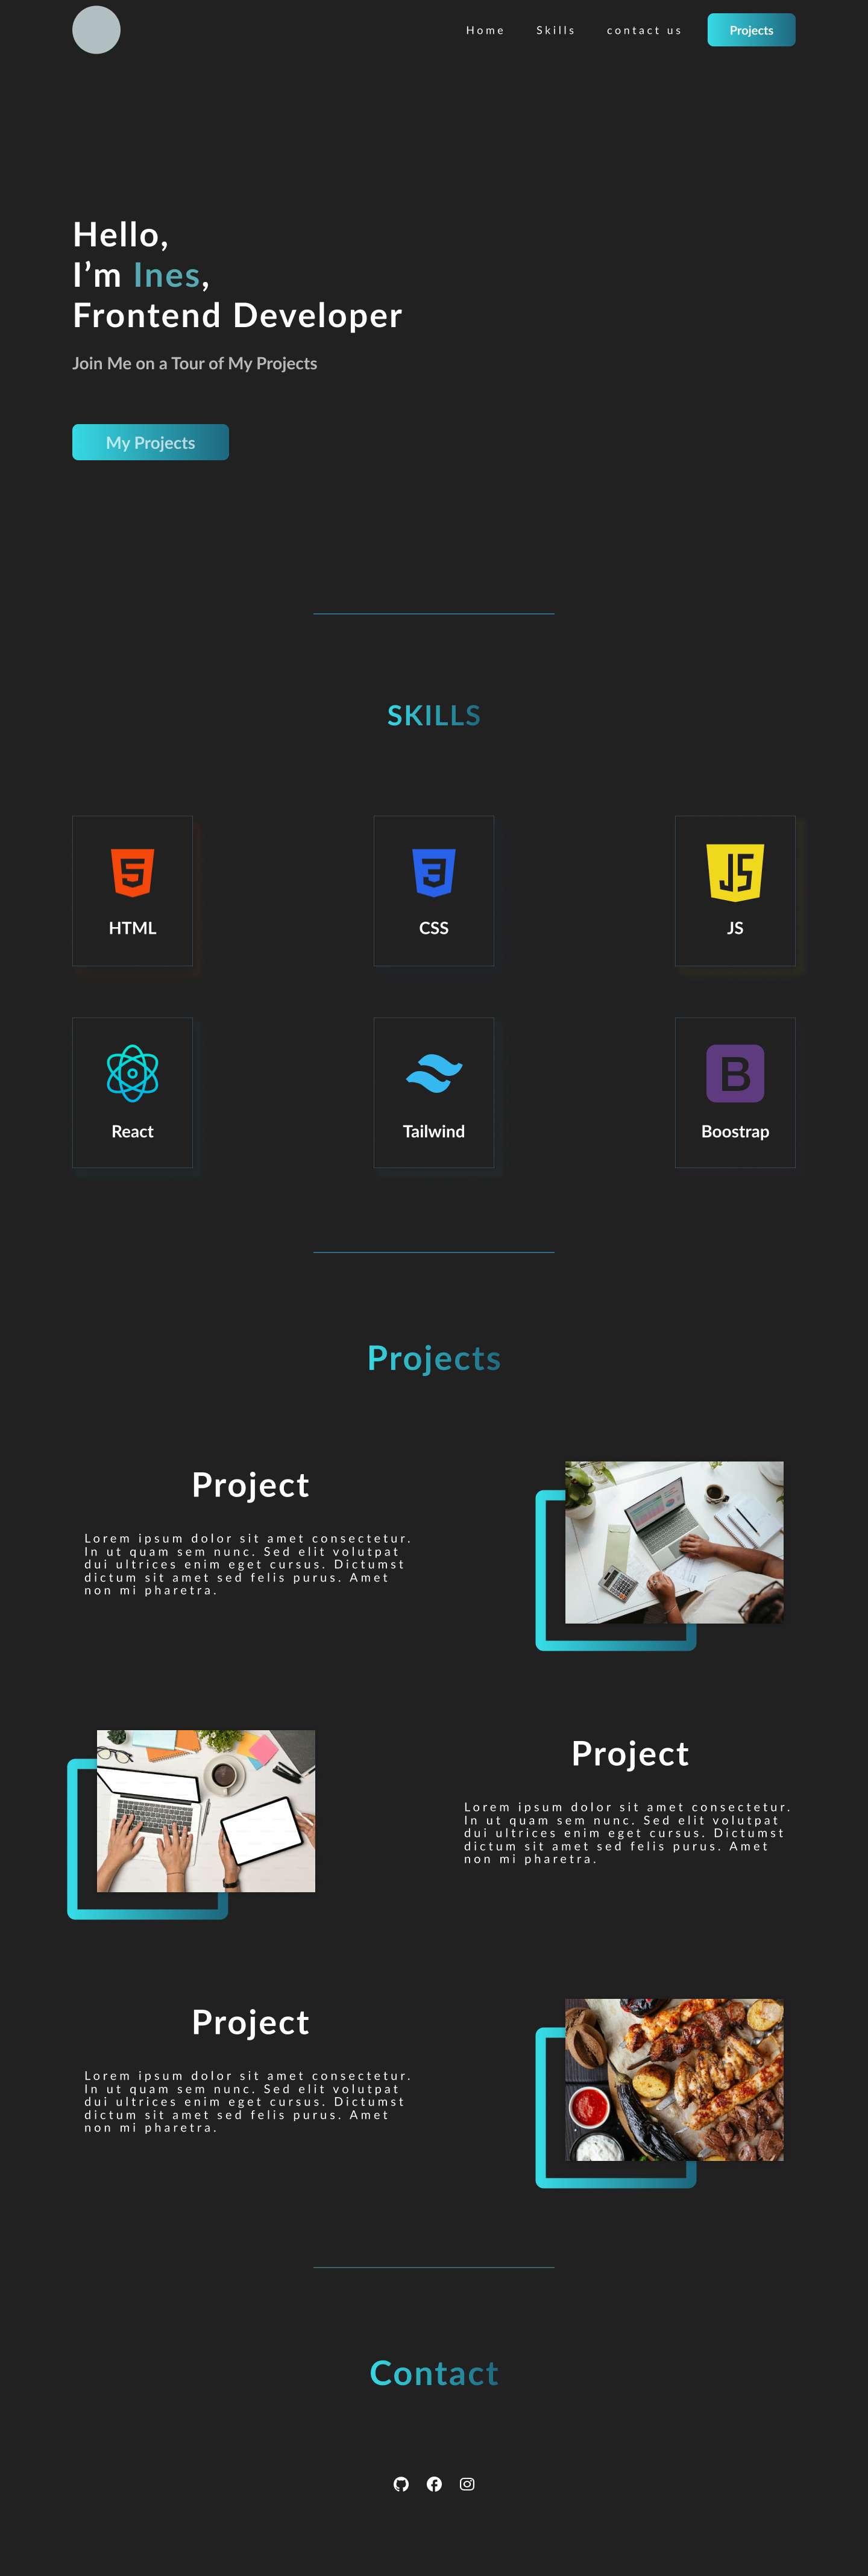 Home Skills contact us Projects
Hello,
I’m Ines,
Frontend Developer
Join Me on a Tour of My Projects
My Projects
SKILLS
HTML
CSS
JS
JS
React
Tailwind
B
Boostrap
Projects
Project
Lorem ipsum dolor sit amet consectetur.
In ut quam sem nunc. Sed elit volutpat
dui ultrices enim eget cursus. Dictumst
dictum sit amet sed felis purus. Amet
non mi pharetra.
Project
Lorem ipsum dolor sit amet consectetur.
In ut quam sem nunc. Sed elit volutpat
dui ultrices enim eget cursus. Dictumst
dictum sit amet sed felis purus. Amet
non mi pharetra.
Project
Lorem ipsum dolor sit amet consectetur.
In ut quam sem nunc. Sed elit volutpat
dui ultrices enim eget cursus. Dictumst
dictum sit amet sed felis purus. Amet
non mi pharetra.
Contact